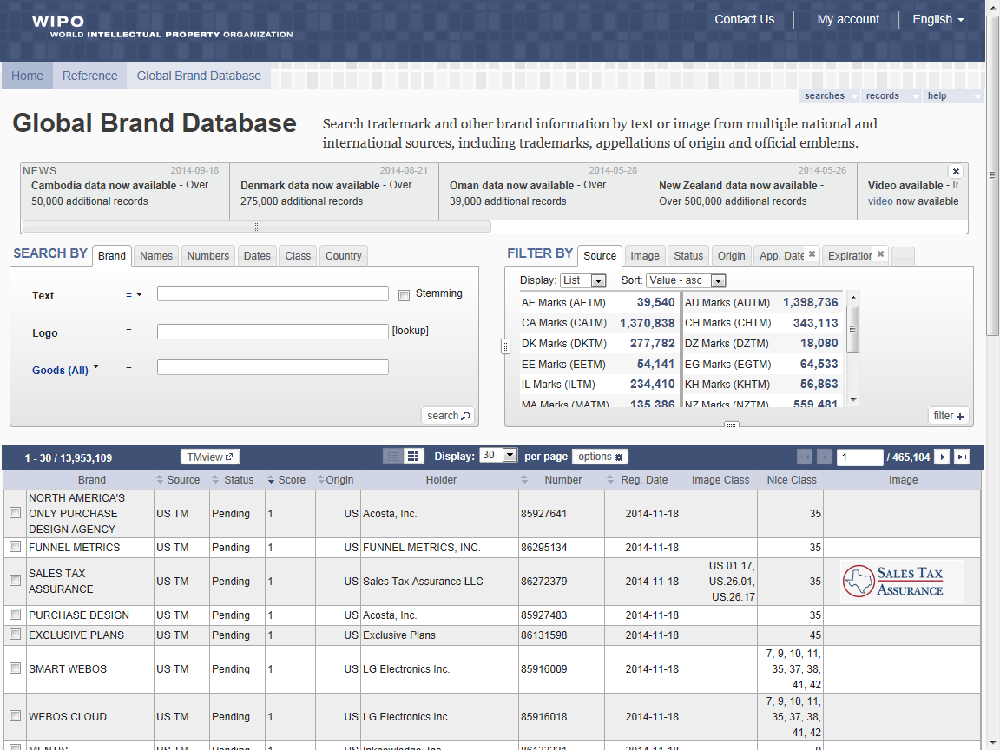 WIPO
WORLD INTELLECTUAL PROPERTY ORGANIZATION
Contact Us
My account
English
Home
Reference
Global Brand Database
searches
records
help
Global Brand Database
Search trademark and other brand information by text or image from multiple national and
international sources, including trademarks, appellations of origin and official emblems.
NEWS
2014-09-18
Cambodia data now available - Over
50,000 additional records
2014-08-21
Denmark data now available - Over
275,000 additional records
2014-05-28
Oman data now available - Over
39,000 additional records
2014-05-26
New Zealand data now available -
Over 500,000 additional records
Video available -
video now available
SEARCH BY Brand Names Numbers Dates Class Country
Text = Stemming
Logo = [lookup]
Goods (All) =
search
FILTER BY Source Image Status Origin App. Date Expiration
Display: List Sort: Value - asc
AE Marks (AETM) 39,540 AU Marks (AUTM) 1,398,736
CA Marks (CATM) 1,370,838 CH Marks (CHTM) 343,113
DK Marks (DKTM) 277,782 DZ Marks (DZTM) 18,080
EE Marks (EETM) 54,141 EG Marks (EGTM) 64,533
IL Marks (ILTM) 234,410 KH Marks (KHTM) 56,863
MA Marks (MATM) 135,386 NZ Marks (NZTM) 559,481
filter +
1 - 30 / 13,953,109 TMview Display: 30 per page options 1 / 465,104
Brand Source Status Score Origin Holder Number Reg. Date Image Class Nice Class Image
NORTH AMERICA'S
ONLY PURCHASE
DESIGN AGENCY
US TM Pending 1 US Acosta, Inc. 85927641 2014-11-18 35
FUNNEL METRICS US TM Pending 1 US FUNNEL METRICS, INC. 86295134 2014-11-18 35
SALES TAX
ASSURANCE
US TM Pending 1 US Sales Tax Assurance LLC 86272379 2014-11-18
US.01.17,
US.26.01,
US.26.17
35
SALES TAX
ASSURANCE
PURCHASE DESIGN US TM Pending 1 US Acosta, Inc. 85927483 2014-11-18 35
EXCLUSIVE PLANS US TM Pending 1 US Exclusive Plans 86131598 2014-11-18 45
SMART WEBOS US TM Pending 1 US LG Electronics Inc. 85916009 2014-11-18
7, 9, 10, 11,
35, 37, 38,
41, 42
WEBOS CLOUD US TM Pending 1 US LG Electronics Inc. 85916018 2014-11-18
7, 9, 10, 11,
35, 37, 38,
41, 42
MENTIS US TM Pending 1 US Inknowledge, Inc. 2014-11-18 9